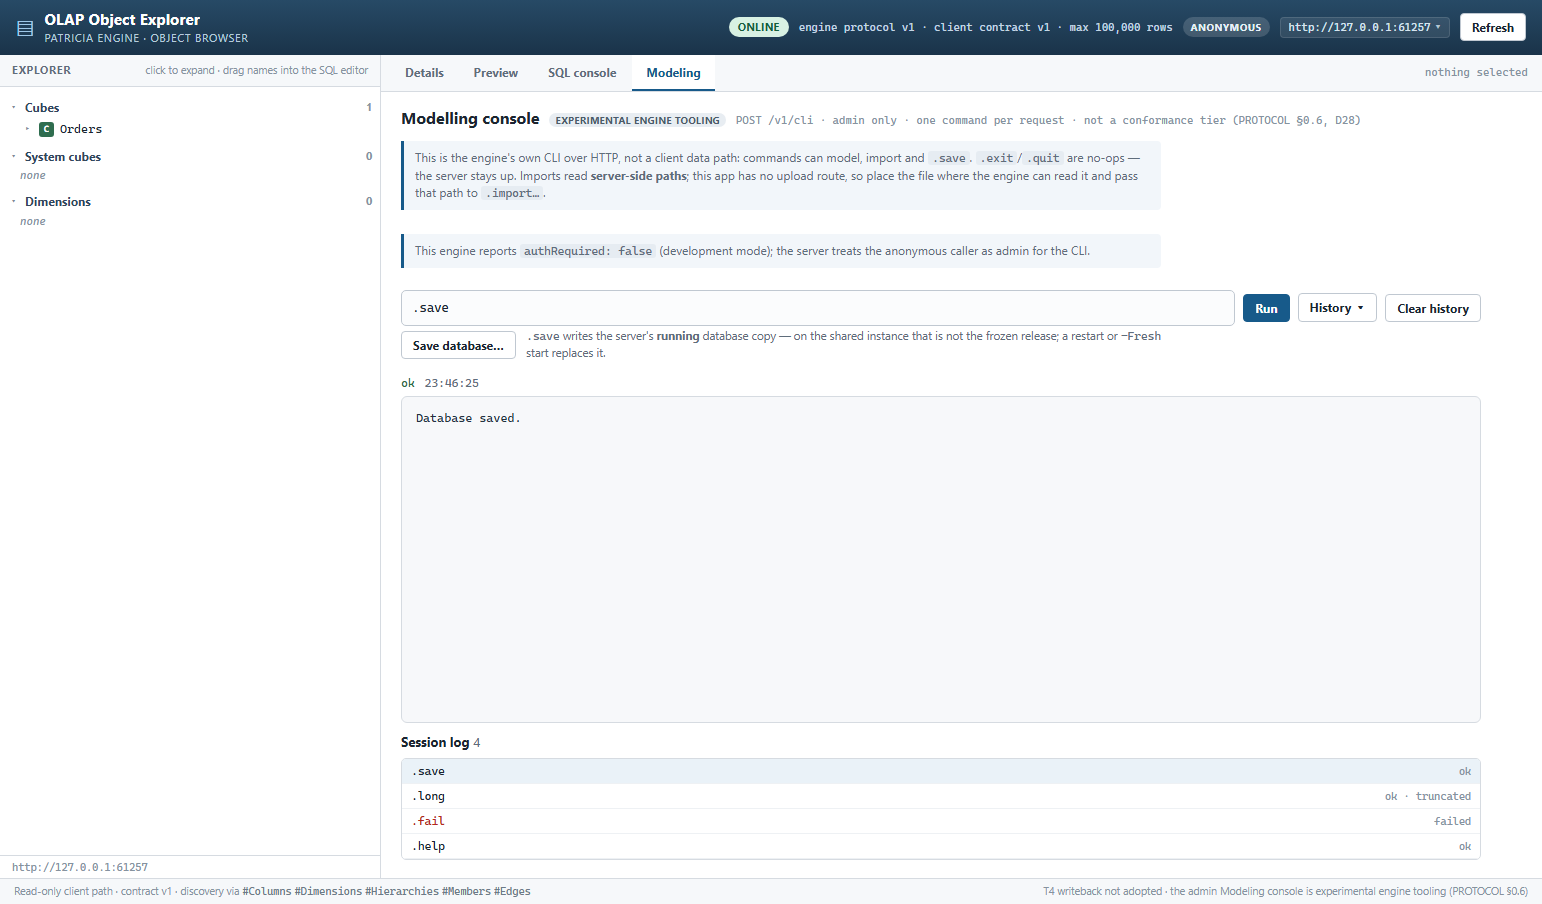 OLAP Object Explorer
PATRICIA ENGINE · OBJECT BROWSER
ONLINE
engine protocol v1 · client contract v1 · max 100,000 rows
ANONYMOUS
http://127.0.0.1:61257
Refresh
EXPLORER
click to expand · drag names into the SQL editor
Details
Preview
SQL console
Modeling
nothing selected
Cubes
1
C
Orders
System cubes
0
none
Dimensions
0
none
Modelling console
EXPERIMENTAL ENGINE TOOLING
POST /v1/cli · admin only · one command per request · not a conformance tier (PROTOCOL §0.6, D28)
This is the engine's own CLI over HTTP, not a client data path: commands can model, import and .save. .exit/.quit are no-ops —
the server stays up. Imports read server-side paths; this app has no upload route, so place the file where the engine can read it and pass
that path to .import….
This engine reports authRequired: false (development mode); the server treats the anonymous caller as admin for the CLI.
.save
Run
History
Clear history
Save database...
.save writes the server's running database copy — on the shared instance that is not the frozen release; a restart or -Fresh
start replaces it.
ok 23:46:25
Database saved.
Session log 4
.save
ok
.long
ok · truncated
.fail
failed
.help
ok
http://127.0.0.1:61257
Read-only client path · contract v1 · discovery via #Columns #Dimensions #Hierarchies #Members #Edges
T4 writeback not adopted · the admin Modeling console is experimental engine tooling (PROTOCOL §0.6)